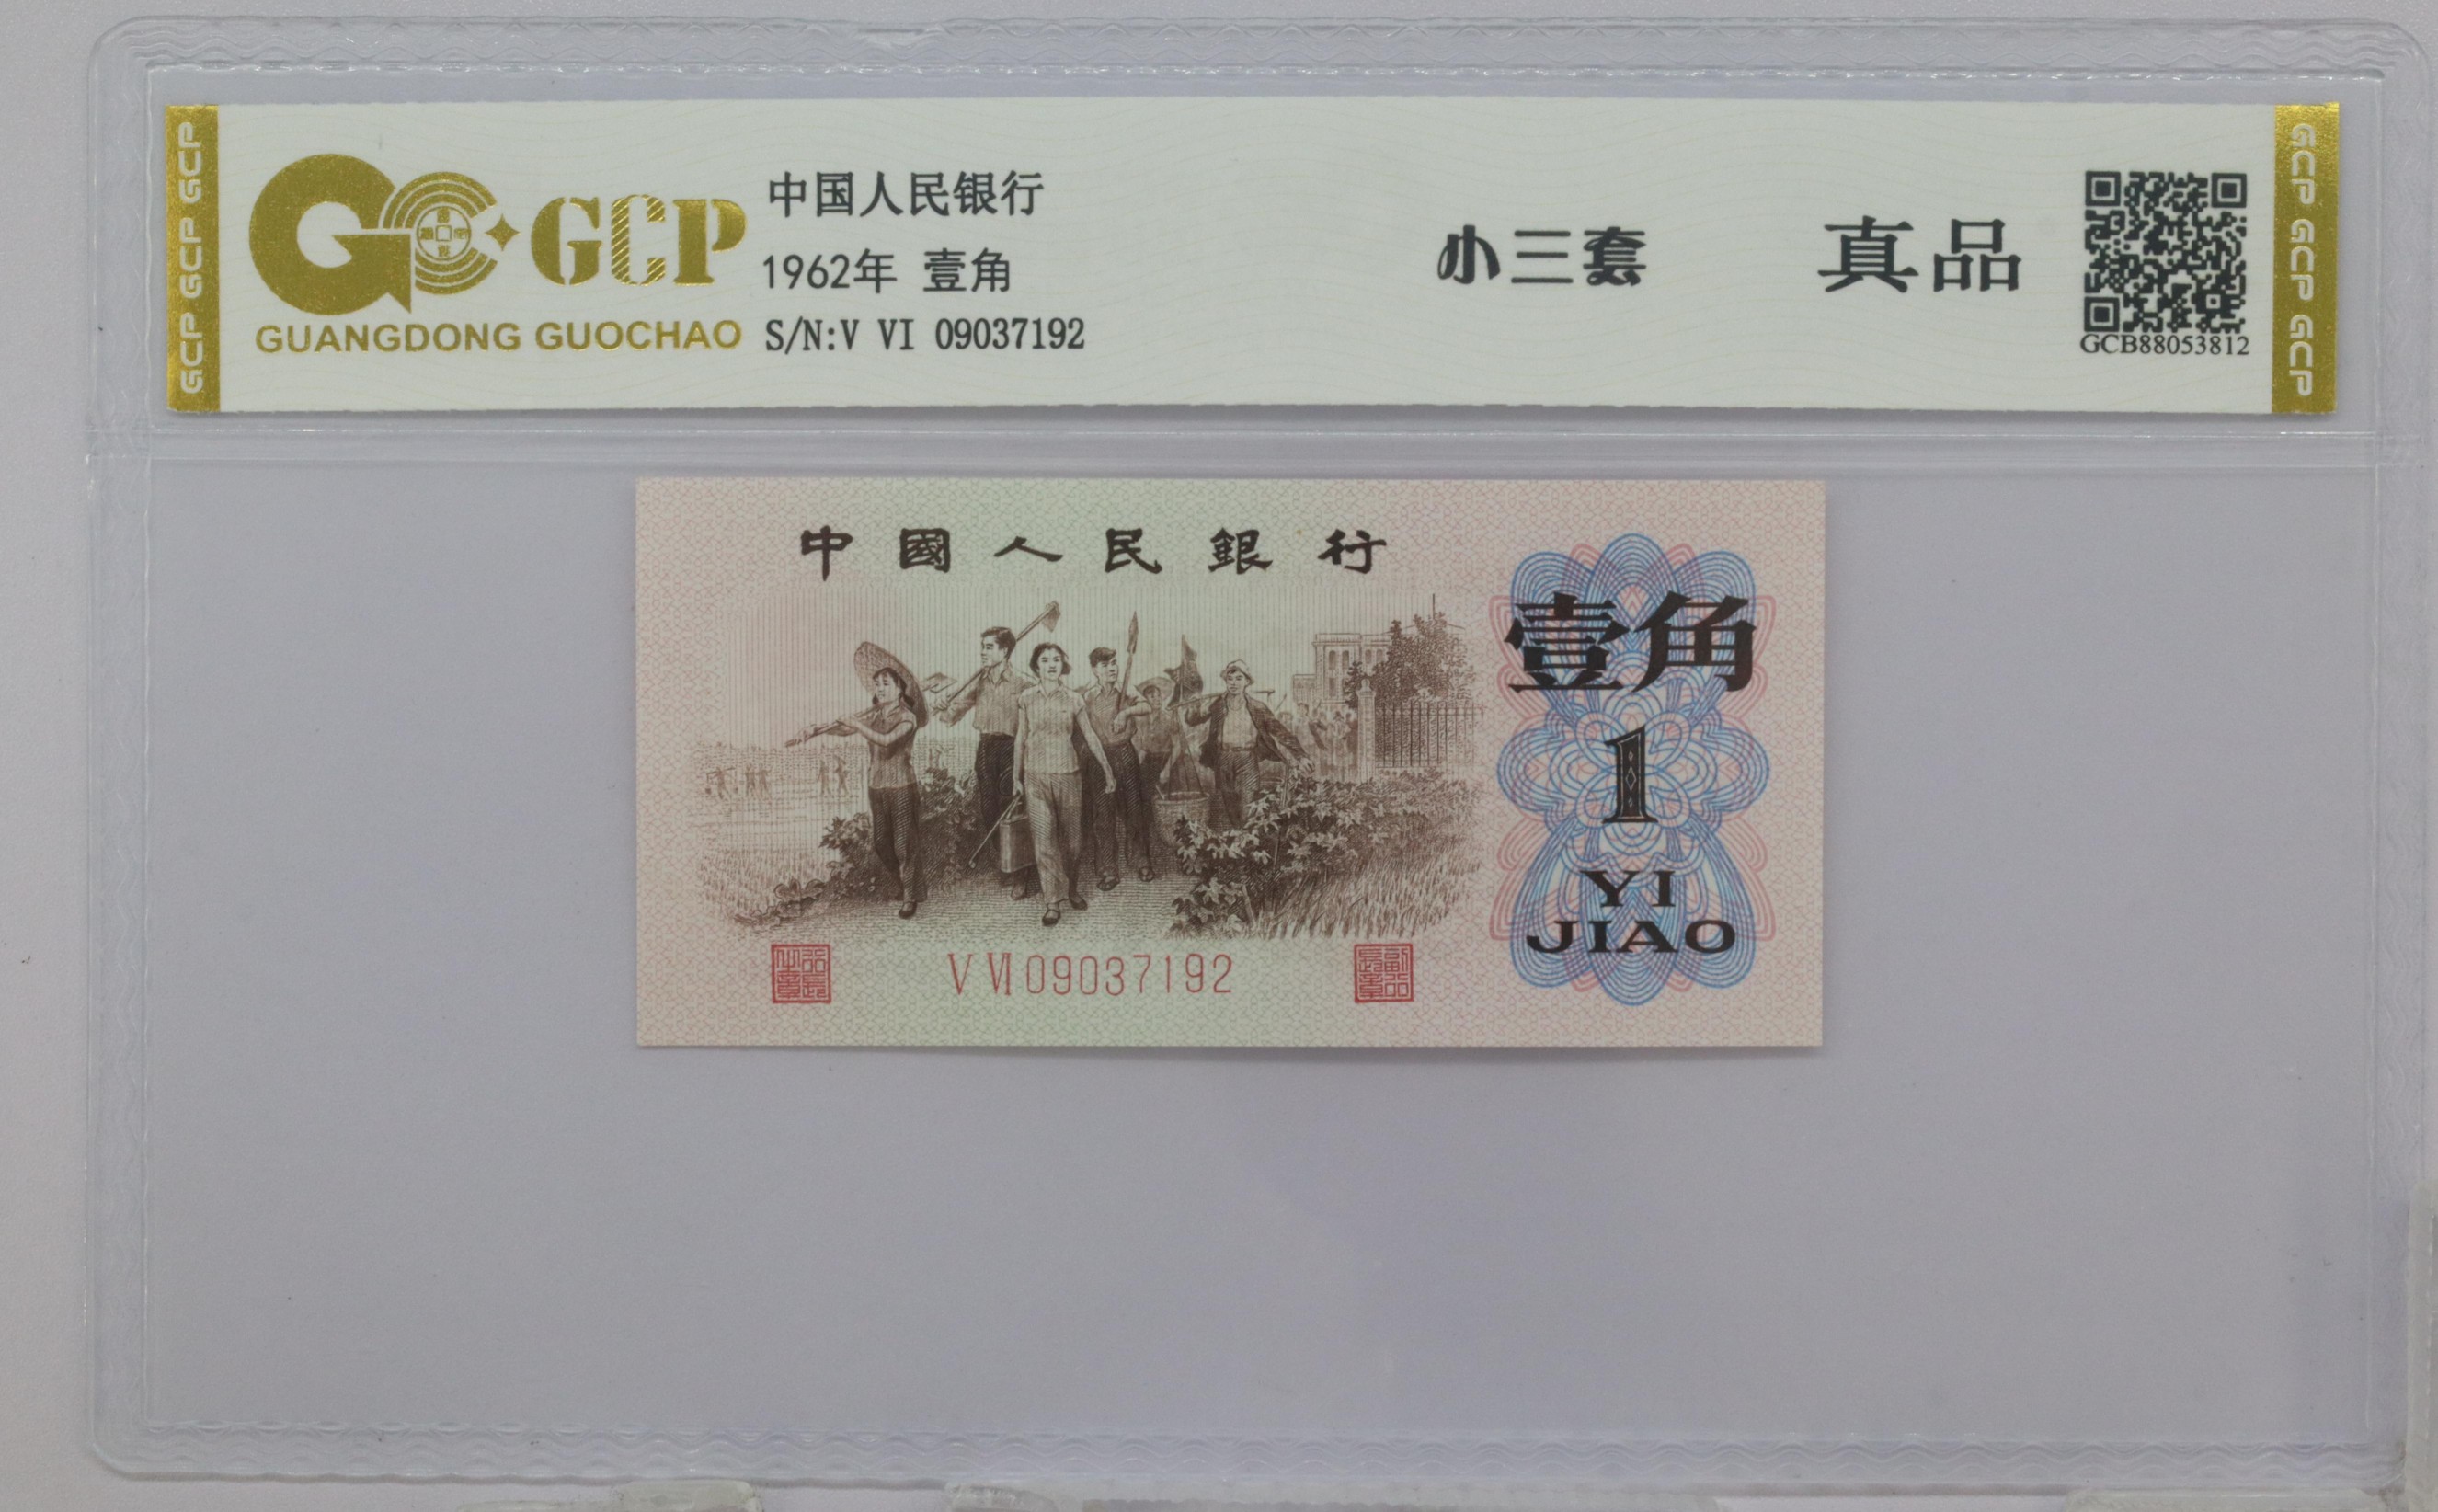 GCP GCP GCP
GCP
GUANGDONG GUOCHAO
中国人民银行
1962年 壹角
S/N:V VI 09037192
小三套
真品
GCB88053812
GCP GCP GCP
中國人民銀行
壹角
1
YI
JIAO
V VI 09037192